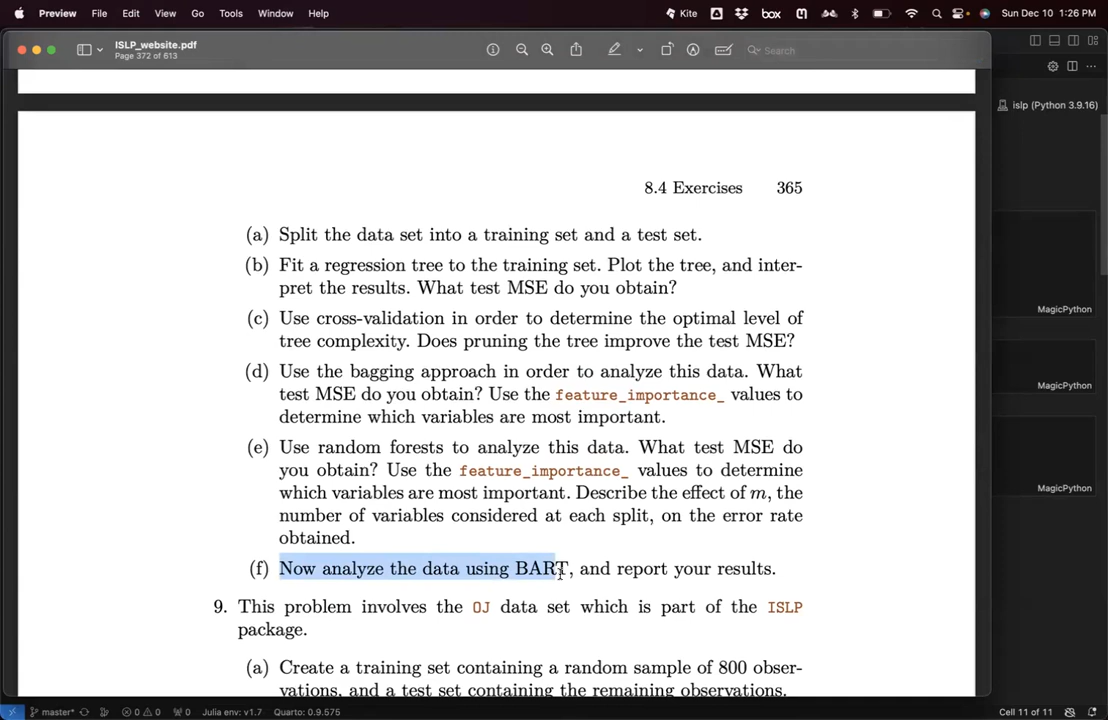 Preview File Edit View Go Tools Window Help Kite box Sun Dec 10 1:26 PM
ISLP_website.pdf
Page 372 of 613
Search
islp (Python 3.9.16)
8.4 Exercises 365
(a) Split the data set into a training set and a test set.
(b) Fit a regression tree to the training set. Plot the tree, and inter-
pret the results. What test MSE do you obtain?
(c) Use cross-validation in order to determine the optimal level of
tree complexity. Does pruning the tree improve the test MSE?
(d) Use the bagging approach in order to analyze this data. What
test MSE do you obtain? Use the feature_importance_ values to
determine which variables are most important.
(e) Use random forests to analyze this data. What test MSE do
you obtain? Use the feature_importance_ values to determine
which variables are most important. Describe the effect of m, the
number of variables considered at each split, on the error rate
obtained.
(f) Now analyze the data using BART, and report your results.
9. This problem involves the OJ data set which is part of the ISLP
package.
(a) Create a training set containing a random sample of 800 obser-
vations, and a test set containing the remaining observations.
MagicPython
MagicPython
MagicPython
master* 0 0 0 Julia env: v1.7 Quarto: 0.9.575 Cell 11 of 11